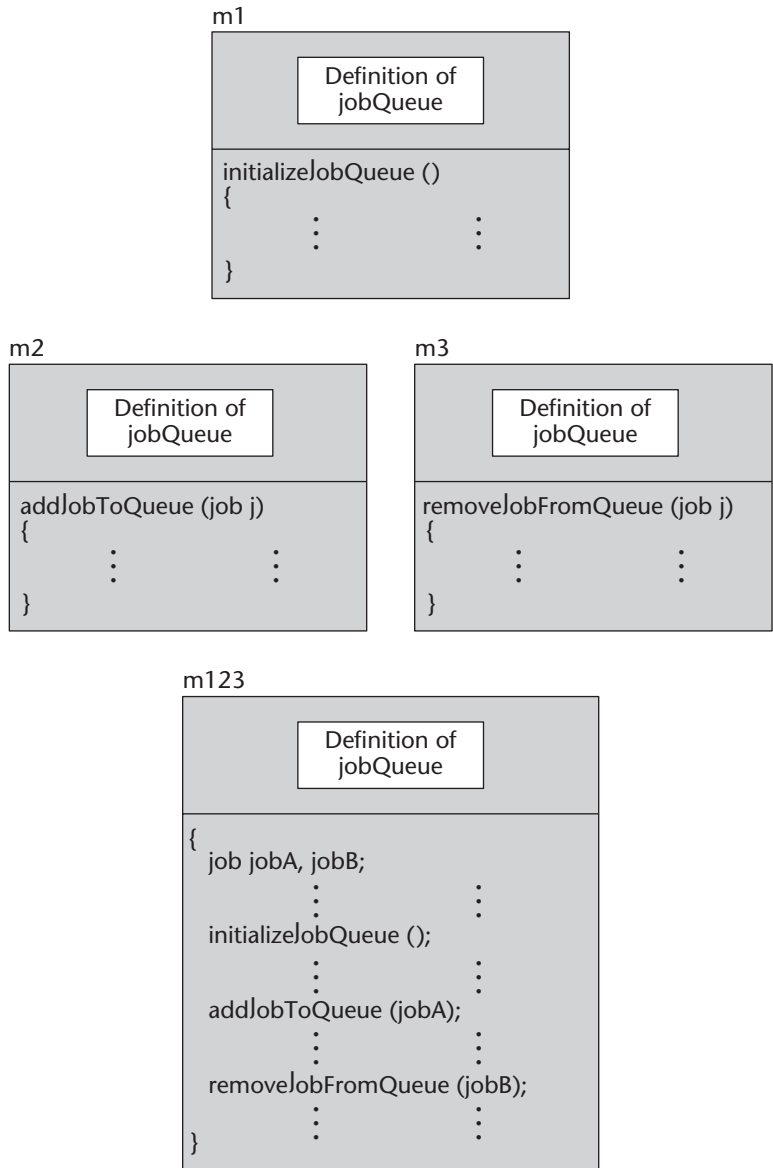 m1
Definition of
jobQueue
initializeJobQueue ()
{
}
m2
Definition of
jobQueue
addJobToQueue (job j)
{
}
m3
Definition of
jobQueue
removeJobFromQueue (job j)
{
}
m123
Definition of
jobQueue
{
job jobA, jobB;
initializeJobQueue ();
addJobToQueue (jobA);
removeJobFromQueue (jobB);
}